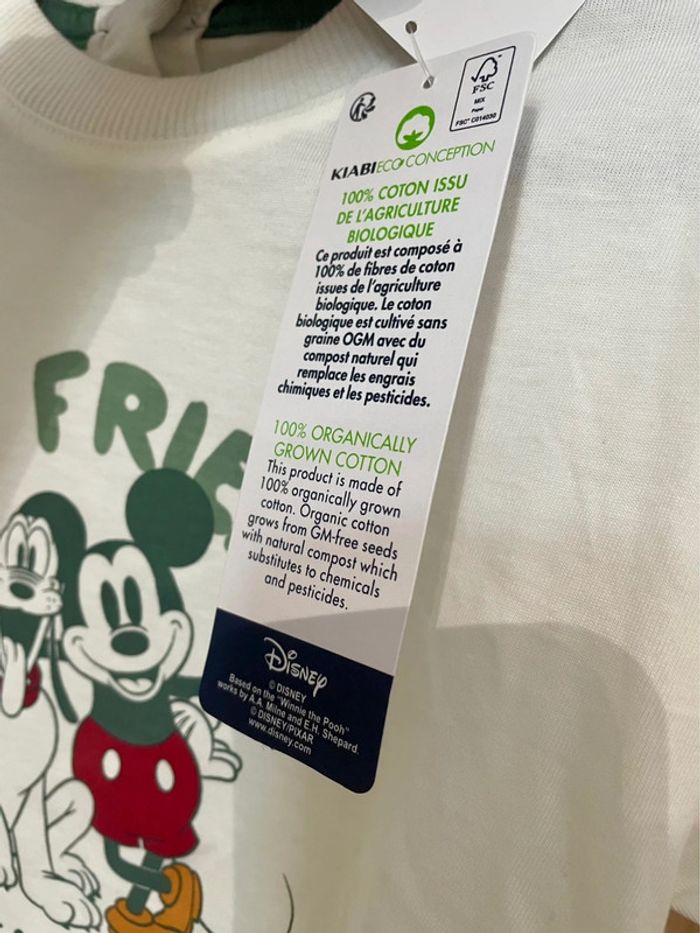 FSC
MIX
Paper
FSC® C014030
KIABI ECO CONCEPTION
100% COTON ISSU
DE L'AGRICULTURE
BIOLOGIQUE
Ce produit est composé à
100% de fibres de coton
issues de l'agriculture
biologique. Le coton
biologique est cultivé sans
graine OGM avec du
compost naturel qui
remplace les engrais
chimiques et les pesticides.
100% ORGANICALLY
GROWN COTTON
This product is made of
100% organically grown
cotton. Organic cotton
grows from GM-free seeds
with natural compost which
substitutes to chemicals
and pesticides.
DISNEY
© DISNEY
Based on the "Winnie the Pooh"
works by A.A. Milne and E.H. Shepard.
© DISNEY/PIXAR
www.disney.com
FRIE